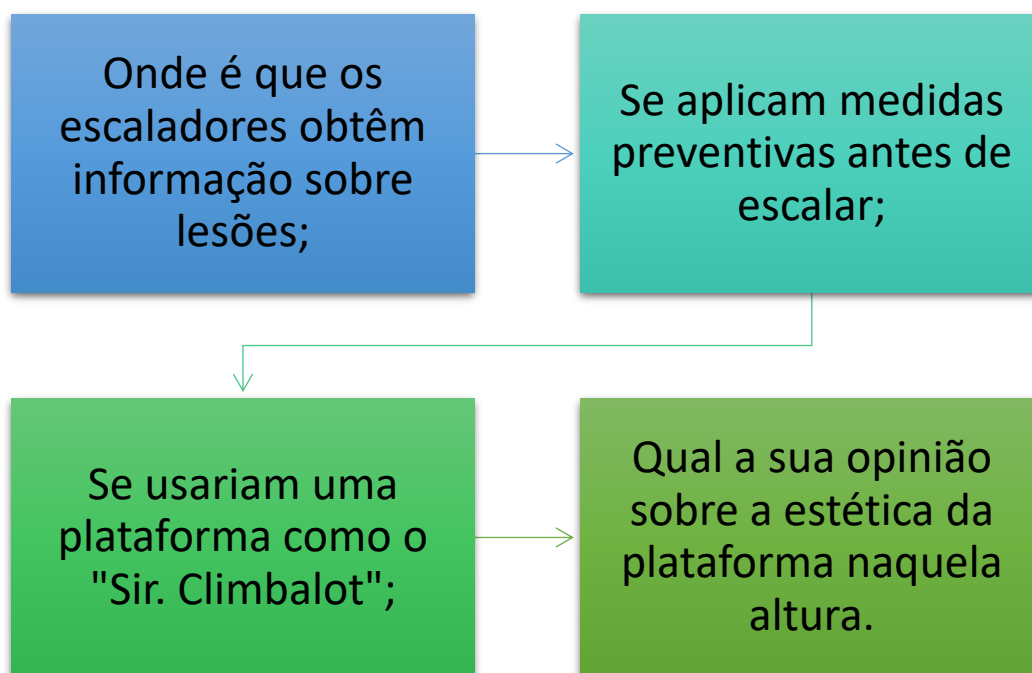 Onde é que os
escaladores obtêm
informação sobre
lesões;
Se aplicam medidas
preventivas antes de
escalar;
Se usariam uma
plataforma como o
"Sir. Climbalot";
Qual a sua opinião
sobre a estética da
plataforma naquela
altura.